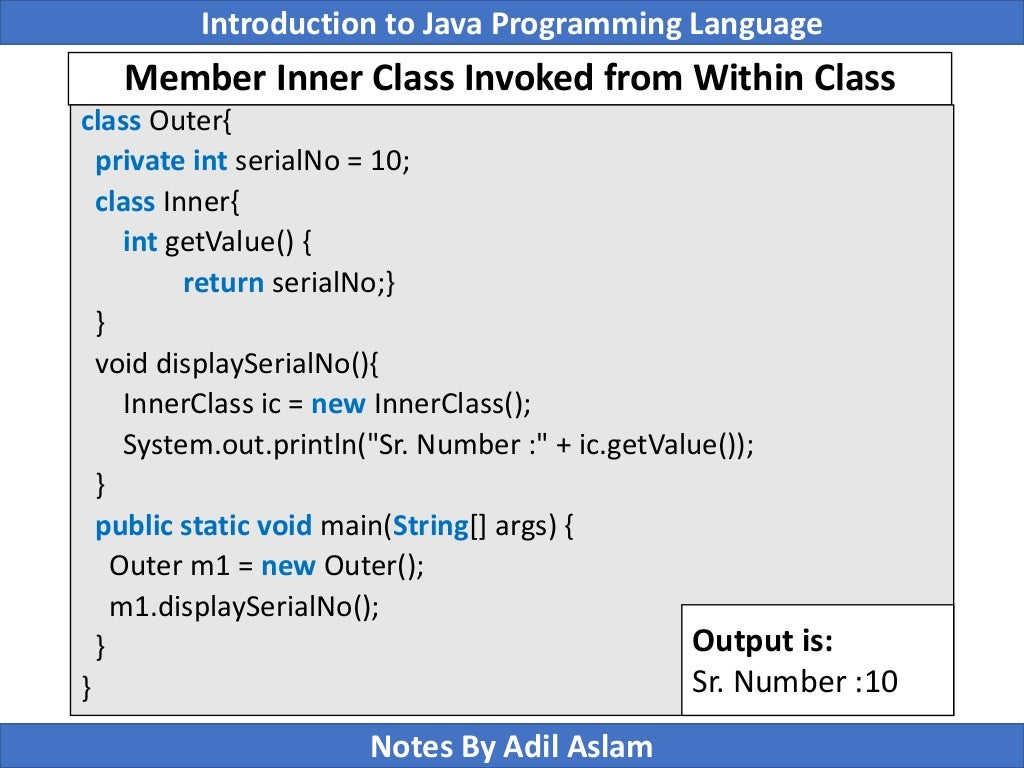 Introduction to Java Programming Language
Member Inner Class Invoked from Within Class
class Outer{
private int serialNo = 10;
class Inner{
int getValue() {
return serialNo;}
}
void displaySerialNo(){
InnerClass ic = new InnerClass();
System.out.println("Sr. Number :" + ic.getValue());
}
public static void main(String[] args) {
Outer m1 = new Outer();
m1.displaySerialNo();
}
}
Output is:
Sr. Number :10
Notes By Adil Aslam